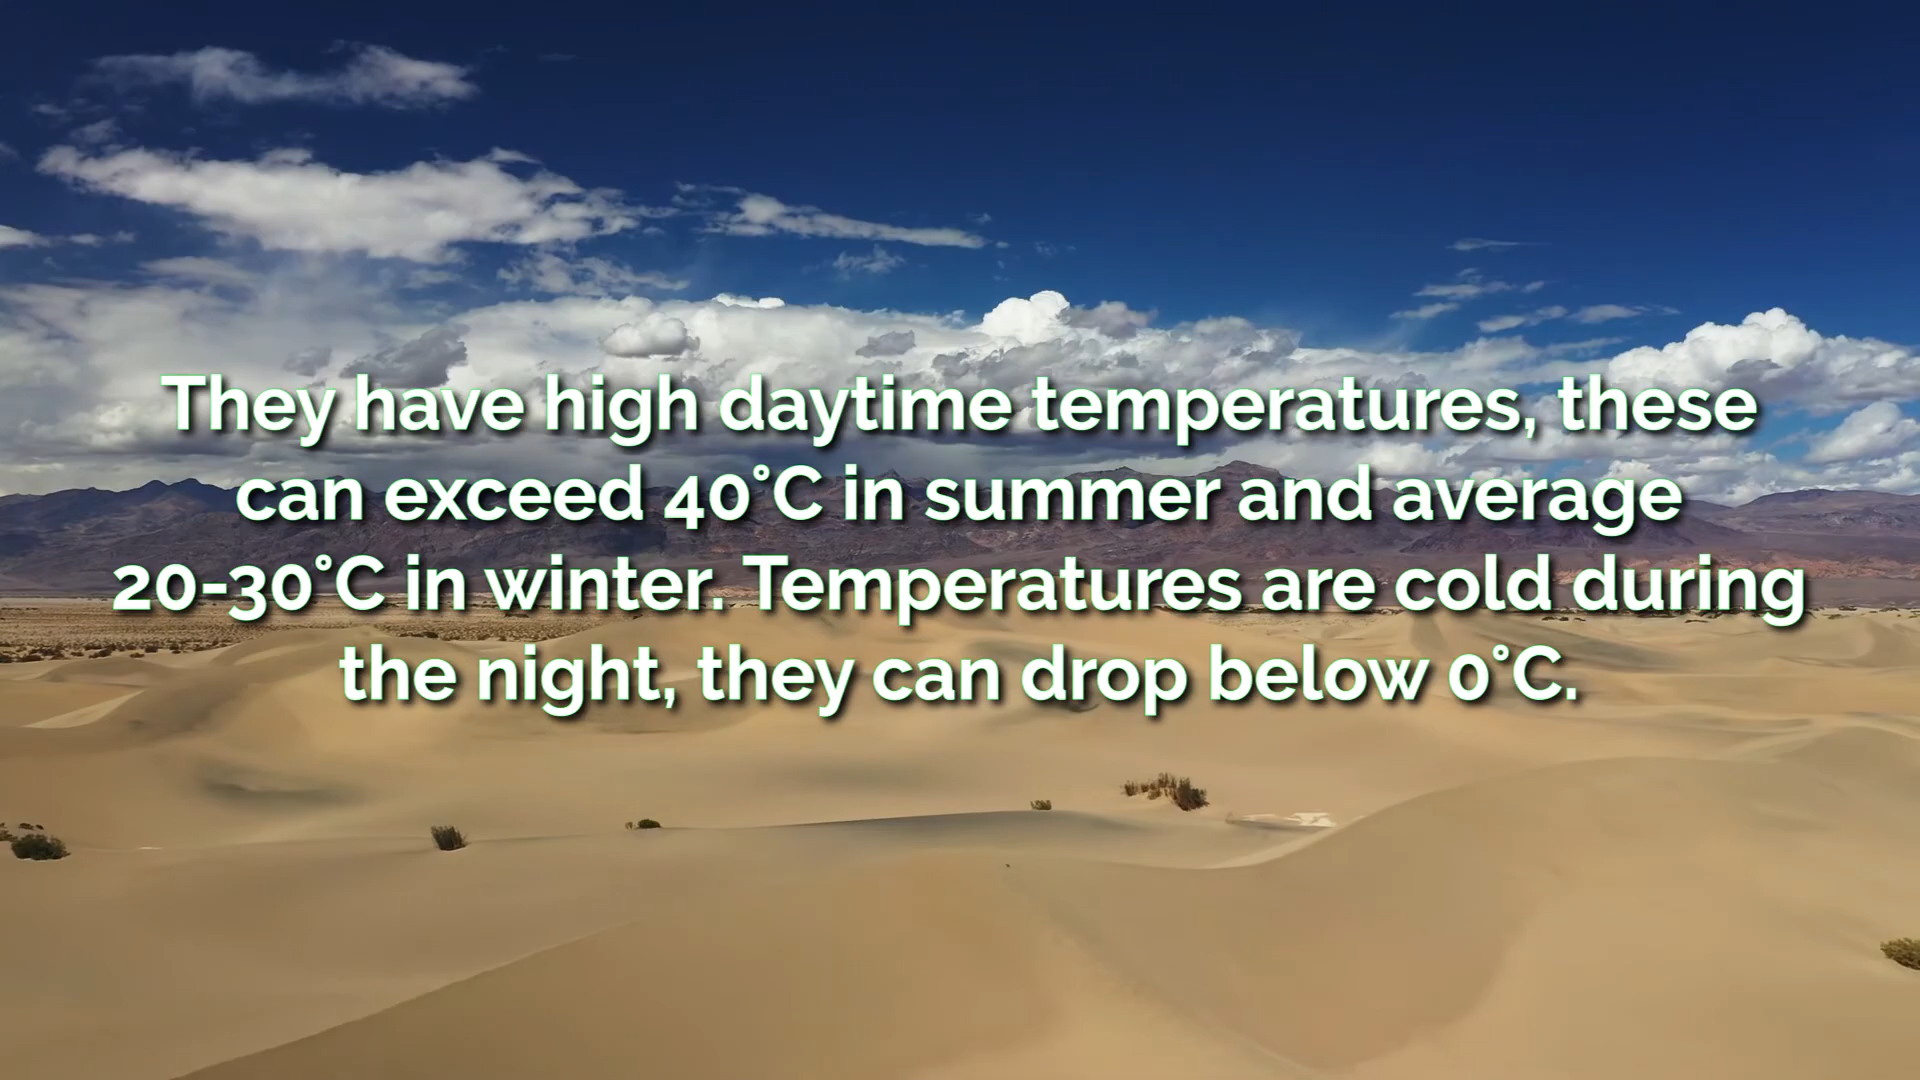 They have high daytime temperatures, these
can exceed 40°C in summer and average
20-30°C in winter. Temperatures are cold during
the night, they can drop below 0°C.